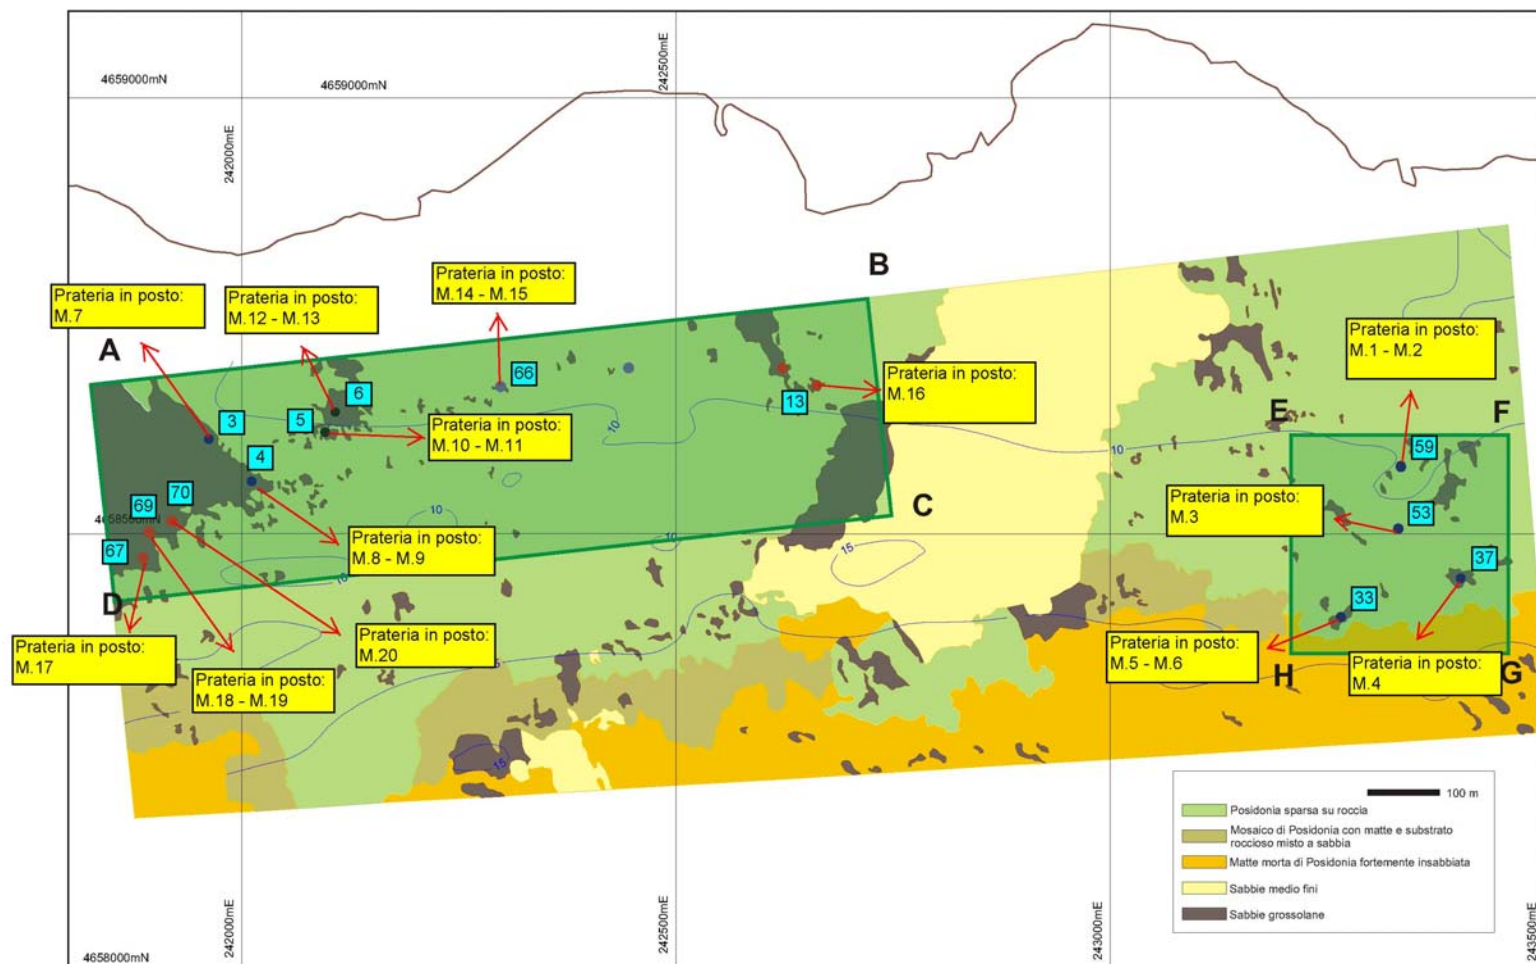 242500mE
4659000mN
4659000mN
242000mE
B
Prateria in posto:
M.14 - M.15
Prateria in posto:
M.7
Prateria in posto:
M.12 - M.13
Prateria in posto:
M.1 - M.2
A
66
Prateria in posto:
M.16
6
13
5
3
10
E
F
Prateria in posto:
M.10 - M.11
10
59
4
Prateria in posto:
M.3
C
70
69
10
4658500mN
53
Prateria in posto:
M.8 - M.9
10
15
67
37
10
D
33
Prateria in posto:
M.20
Prateria in posto:
M.5 - M.6
Prateria in posto:
M.17
Prateria in posto:
M.4
H
G
15
Prateria in posto:
M.18 - M.19
15
100 m
Posidonia sparsa su roccia
Mosaico di Posidonia con matte e substrato
roccioso misto a sabbia
Matte morta di Posidonia fortemente insabbiata
Sabbie medio fini
Sabbie grossolane
242000mE
242500mE
243000mE
243500mE
4658000mN